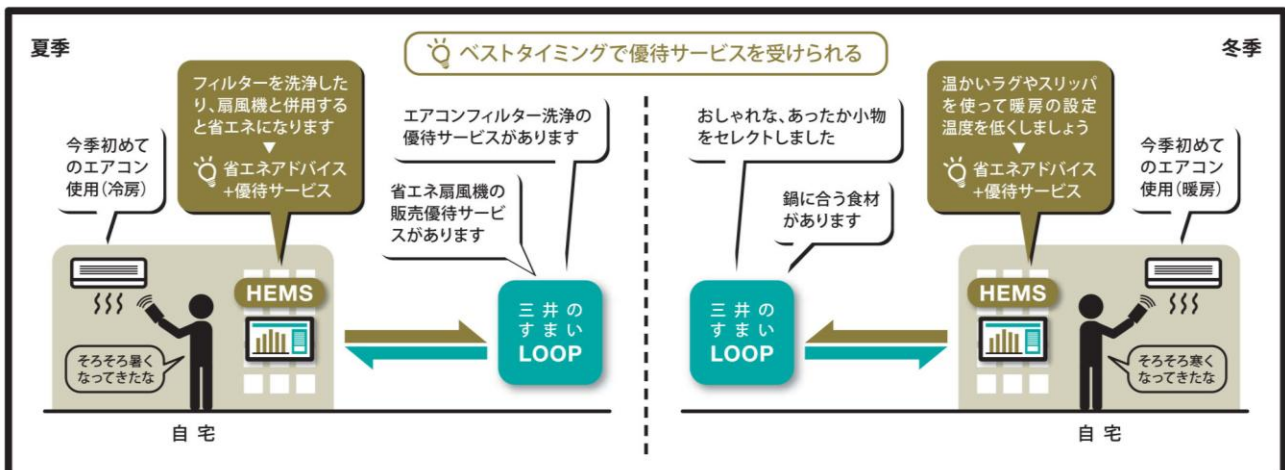 夏季
ベストタイミングで優待サービスを受けられる
冬季
フィルターを洗浄した
り、扇風機と併用する
と省エネになります
▼
省エネアドバイス
+優待サービス
今季初めて
のエアコン
使用(冷房)
エアコンフィルター洗浄の
優待サービスがあります
省エネ扇風機の
販売優待サービ
スがあります
HEMS
そろそろ暑く
なってきたな
三井の
すまい
LOOP
自宅
おしゃれな、あったか小物
をセレクトしました
鍋に合う食材
があります
温かいラグやスリッパ
を使って暖房の設定
温度を低くしましょう
▼
省エネアドバイス
+優待サービス
今季初めて
のエアコン
使用(暖房)
三井の
すまい
LOOP
HEMS
そろそろ寒く
なってきたな
自宅